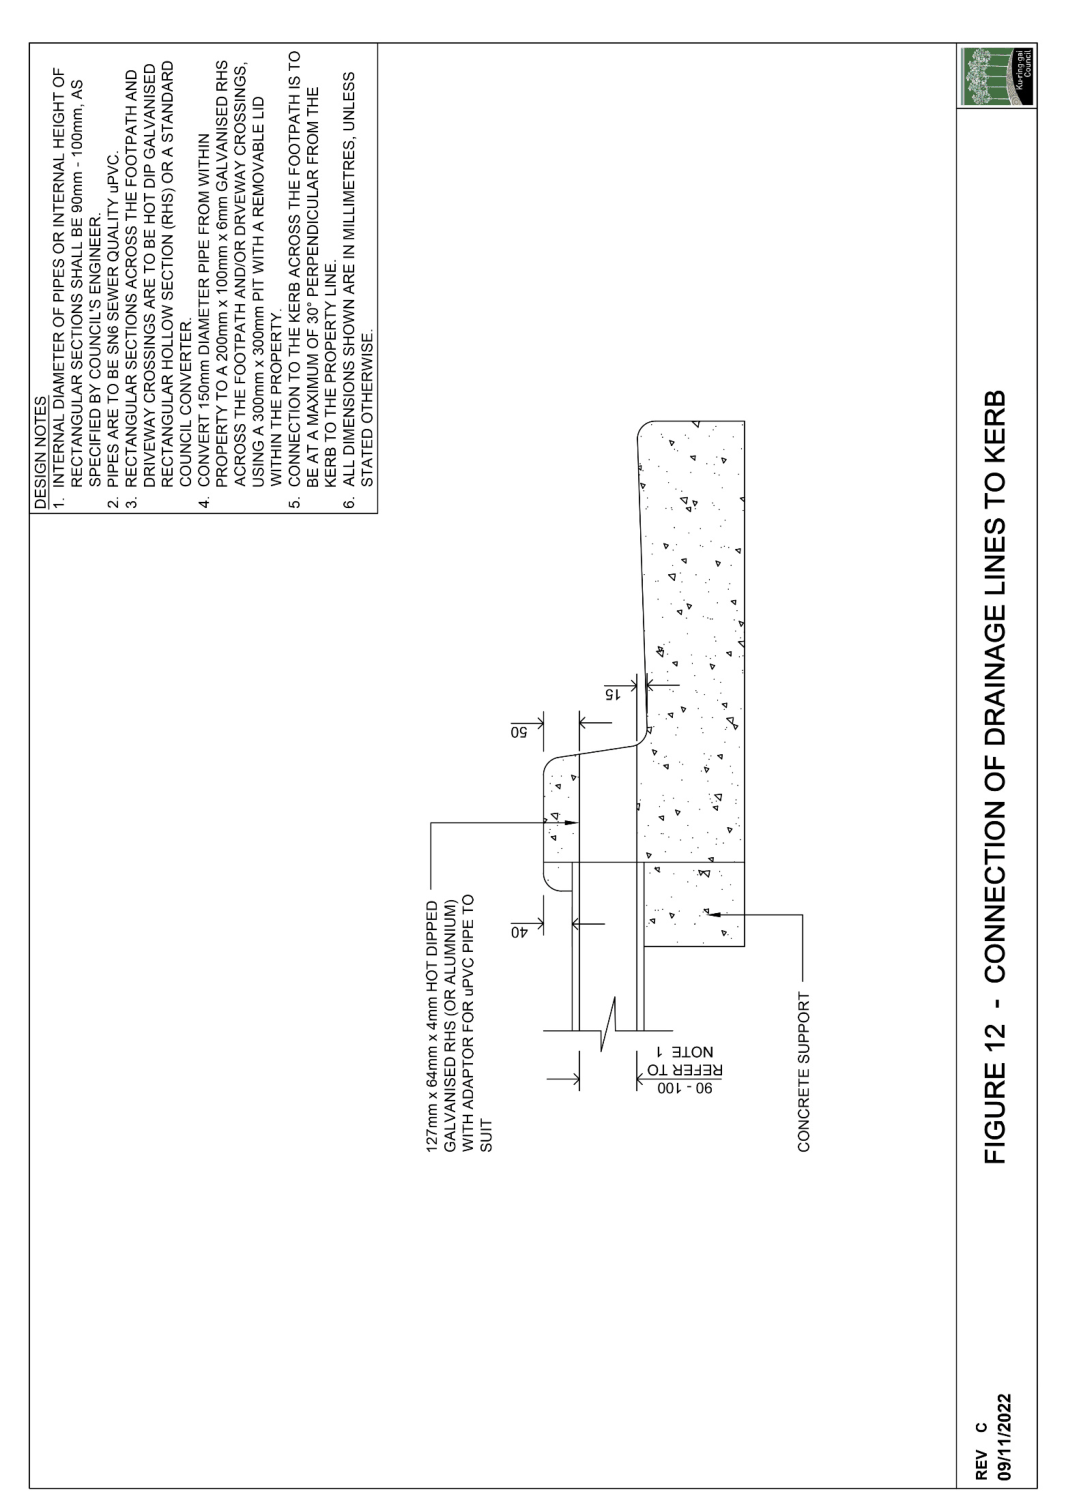 DESIGN NOTES
1. INTERNAL DIAMETER OF PIPES OR INTERNAL HEIGHT OF
RECTANGULAR SECTIONS SHALL BE 90mm - 100mm, AS
SPECIFIED BY COUNCIL'S ENGINEER.
2. PIPES ARE TO BE SN6 SEWER QUALITY uPVC.
3. RECTANGULAR SECTIONS ACROSS THE FOOTPATH AND
DRIVEWAY CROSSINGS ARE TO BE HOT DIP GALVANISED
RECTANGULAR HOLLOW SECTION (RHS) OR A STANDARD
COUNCIL CONVERTER.
4. CONVERT 150mm DIAMETER PIPE FROM WITHIN
PROPERTY TO A 200mm x 100mm x 6mm GALVANISED RHS
ACROSS THE FOOTPATH AND/OR DRVEWAY CROSSINGS,
USING A 300mm x 300mm PIT WITH A REMOVABLE LID
WITHIN THE PROPERTY.
5. CONNECTION TO THE KERB ACROSS THE FOOTPATH IS TO
BE AT A MAXIMUM OF 30° PERPENDICULAR FROM THE
KERB TO THE PROPERTY LINE.
6. ALL DIMENSIONS SHOWN ARE IN MILLIMETRES, UNLESS
STATED OTHERWISE.
127mm x 64mm x 4mm HOT DIPPED
GALVANISED RHS (OR ALUMNIUM)
WITH ADAPTOR FOR uPVC PIPE TO
SUIT
40
50
15
90 - 100
REFER TO
NOTE 1
CONCRETE SUPPORT
REV C
09/11/2022
FIGURE 12 - CONNECTION OF DRAINAGE LINES TO KERB
Ku-ring-gai
Council